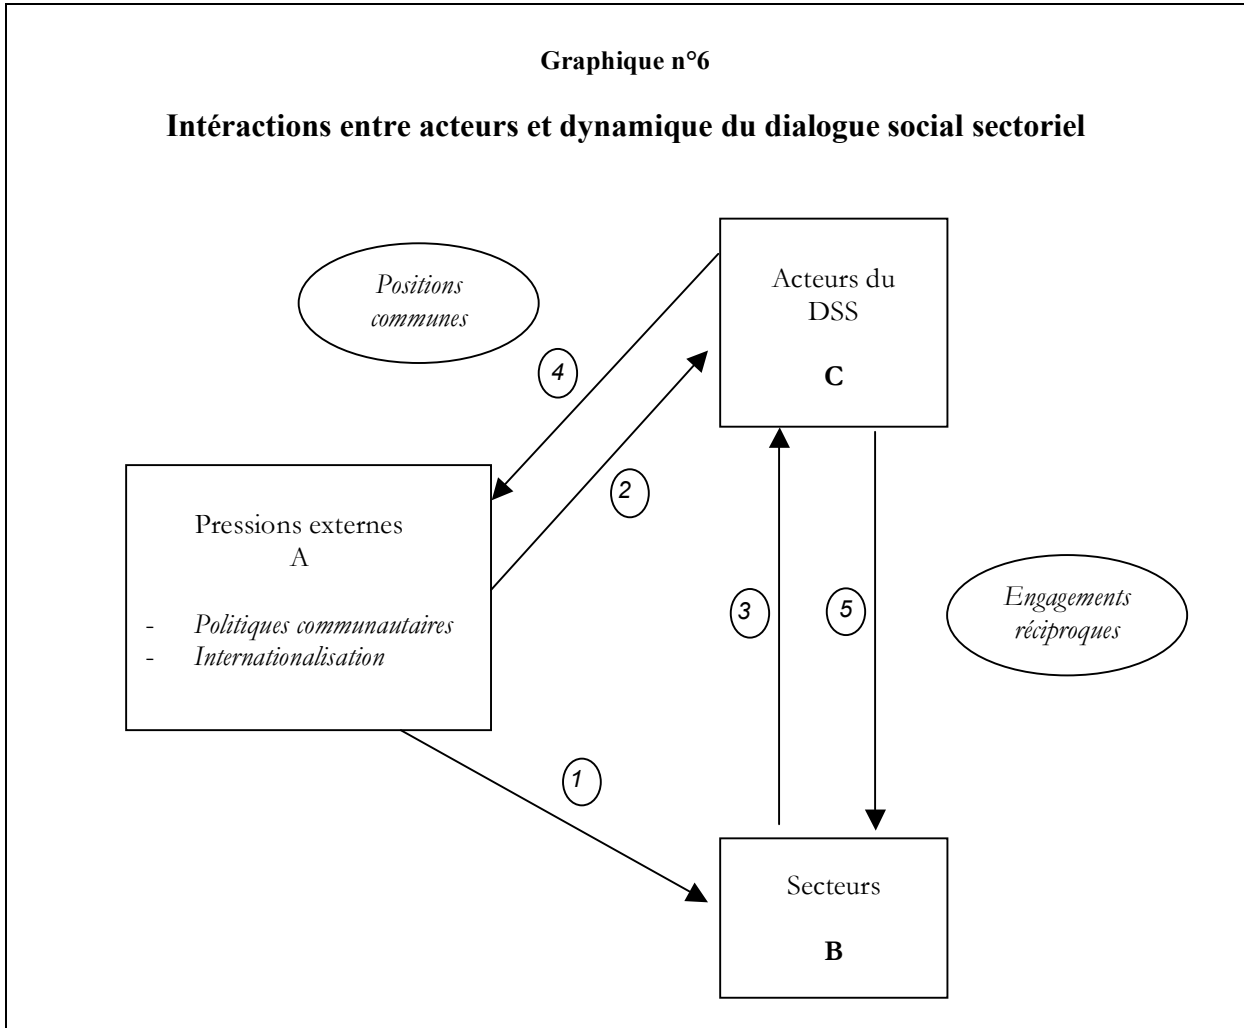 Graphique n°6
Intéractions entre acteurs et dynamique du dialogue social sectoriel
Positions
communes
Acteurs du
DSS
C
4
2
Pressions externes
A
- Politiques communautaires
- Internationalisation
3
5
Engagements
réciproques
1
Secteurs
B